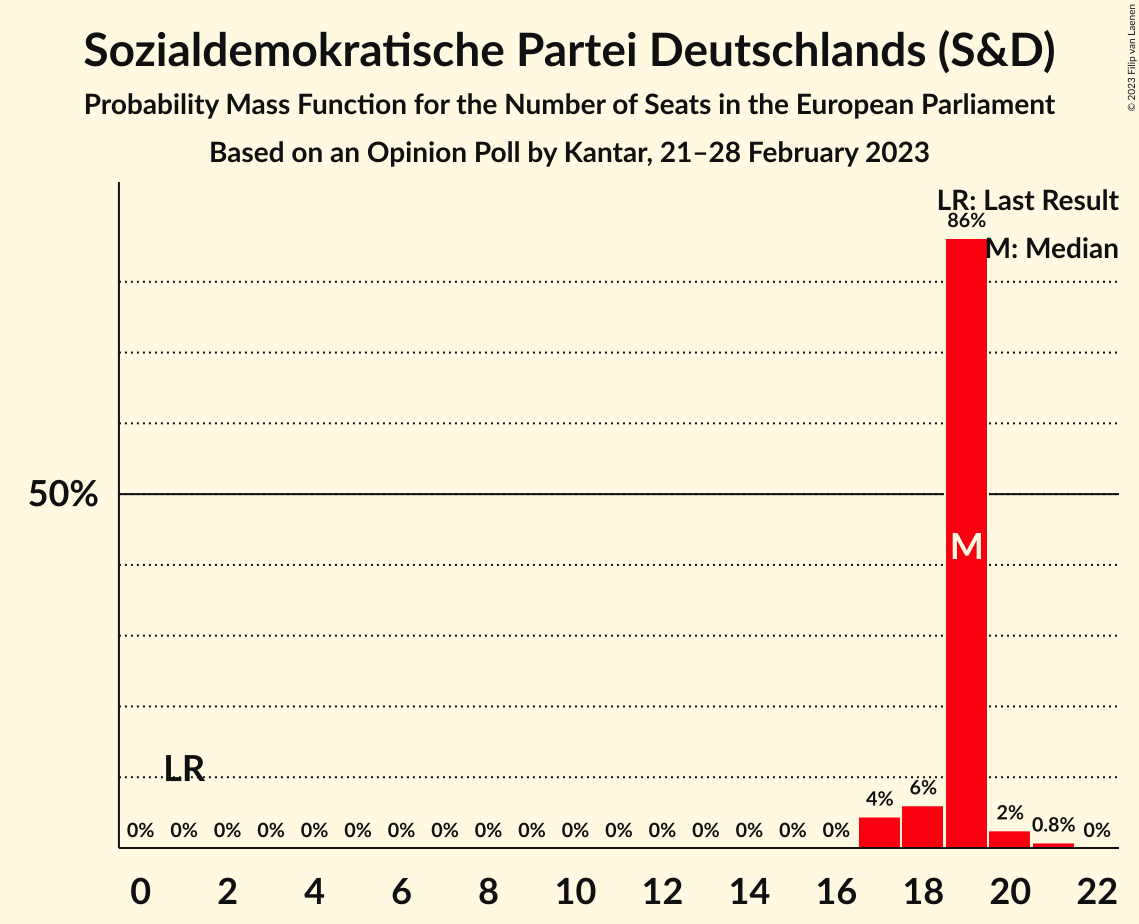 Sozialdemokratische Partei Deutschlands (S&D)
Probability Mass Function for the Number of Seats in the European Parliament
Based on an Opinion Poll by Kantar, 21–28 February 2023
© 2023 Filip van Laenen
LR: Last Result
86%
M: Median
50%
M
LR
0% 0% 0% 0% 0% 0% 0% 0% 0% 0% 0% 0% 0% 0% 0% 0% 0% 4% 6% 2% 0.8% 0%
0 2 4 6 8 10 12 14 16 18 20 22